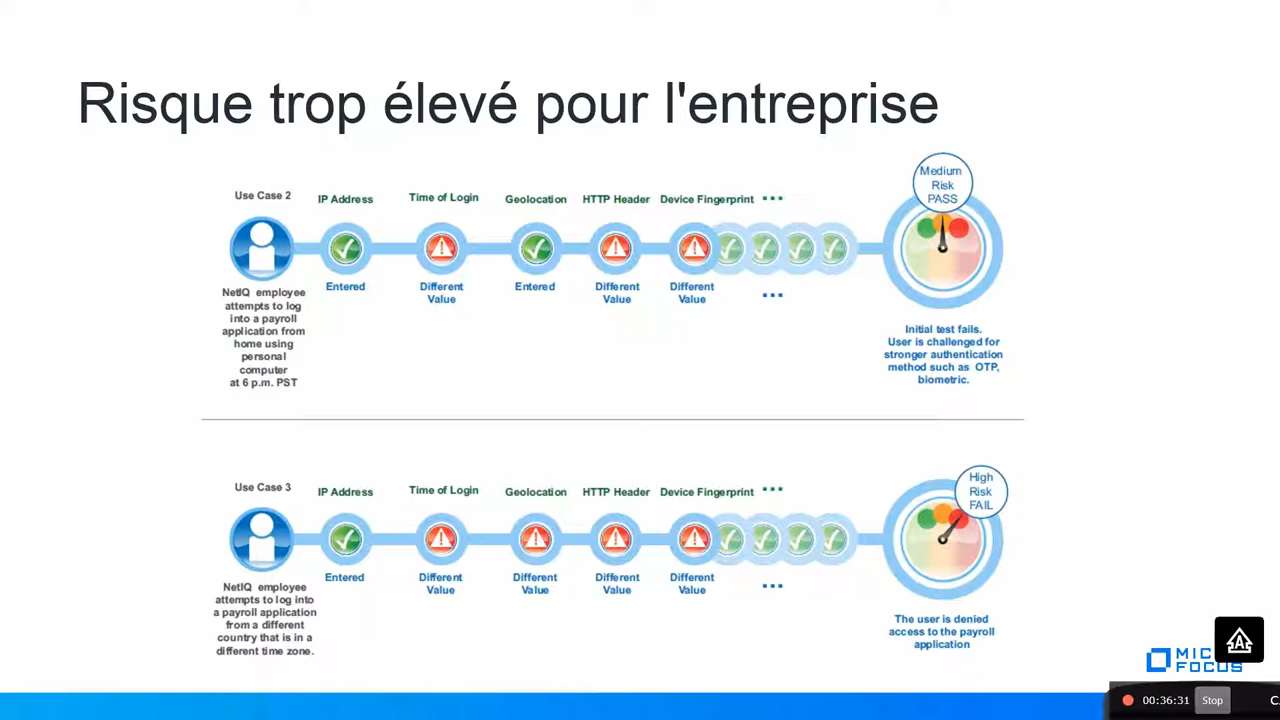 Risque trop élevé pour l'entreprise
Use Case 2
IP Address
Time of Login
Geolocation
HTTP Header
Device Fingerprint
...
Medium
Risk
PASS
Entered
Different
Value
Entered
Different
Value
Different
Value
...
NetIQ employee
attempts to log
into a payroll
application from
home using
personal
computer
at 6 p.m. PST
Initial test fails.
User is challenged for
stronger authentication
method such as OTP,
biometric.
Use Case 3
IP Address
Time of Login
Geolocation
HTTP Header
Device Fingerprint
...
High
Risk
FAIL
Entered
Different
Value
Different
Value
Different
Value
Different
Value
...
NetIQ employee
attempts to log into
a payroll application
from a different
country that is in a
different time zone.
The user is denied
access to the payroll
application
A
FOCUS
00:36:31
Stop